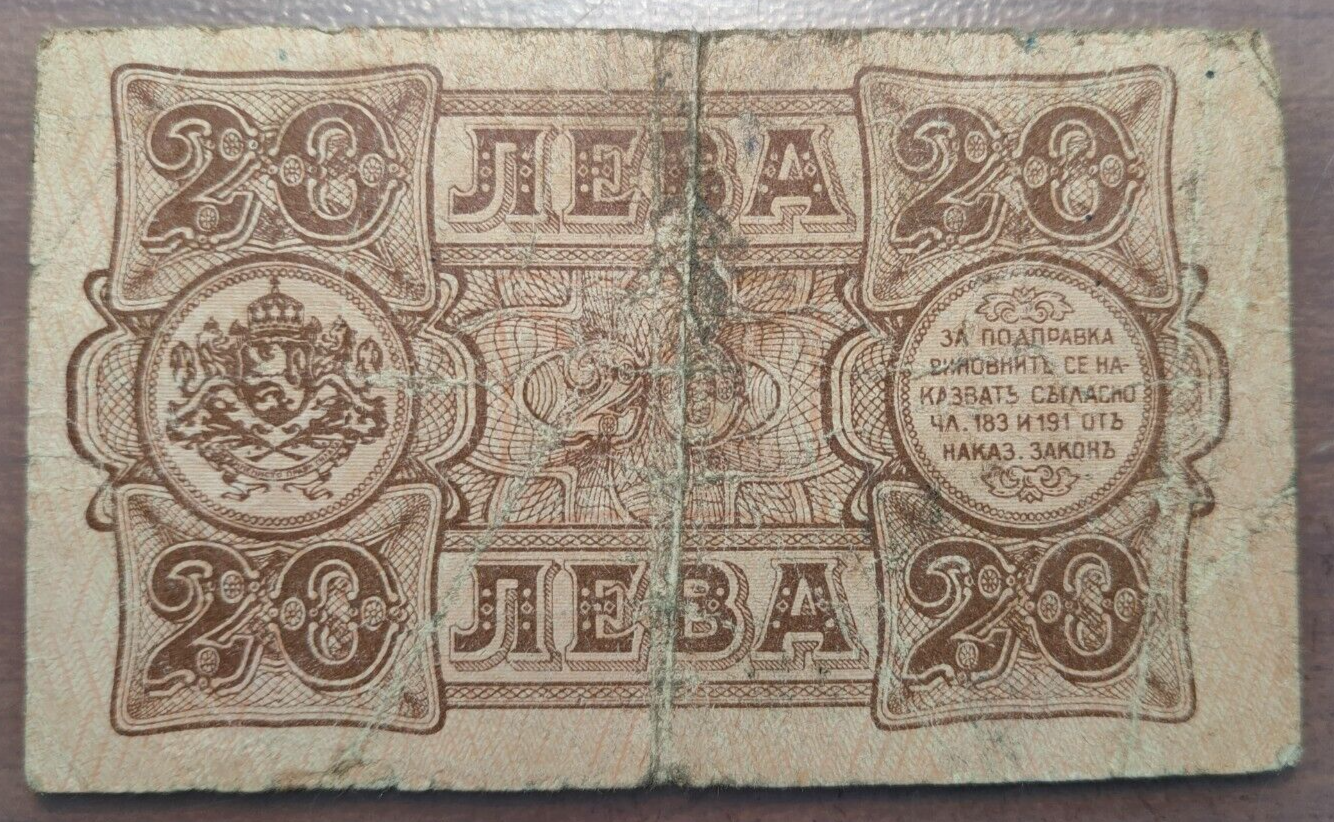 20 ЛЕВА 20
ЗА ПОДПРАВКА
ВИНОВНИТѢ СЕ НА-
КАЗВАТЪ СЪГЛАСНО
ЧЛ. 183 И 191 ОТЪ
НАКАЗ. ЗАКОНЪ
20
20 ЛЕВА 20